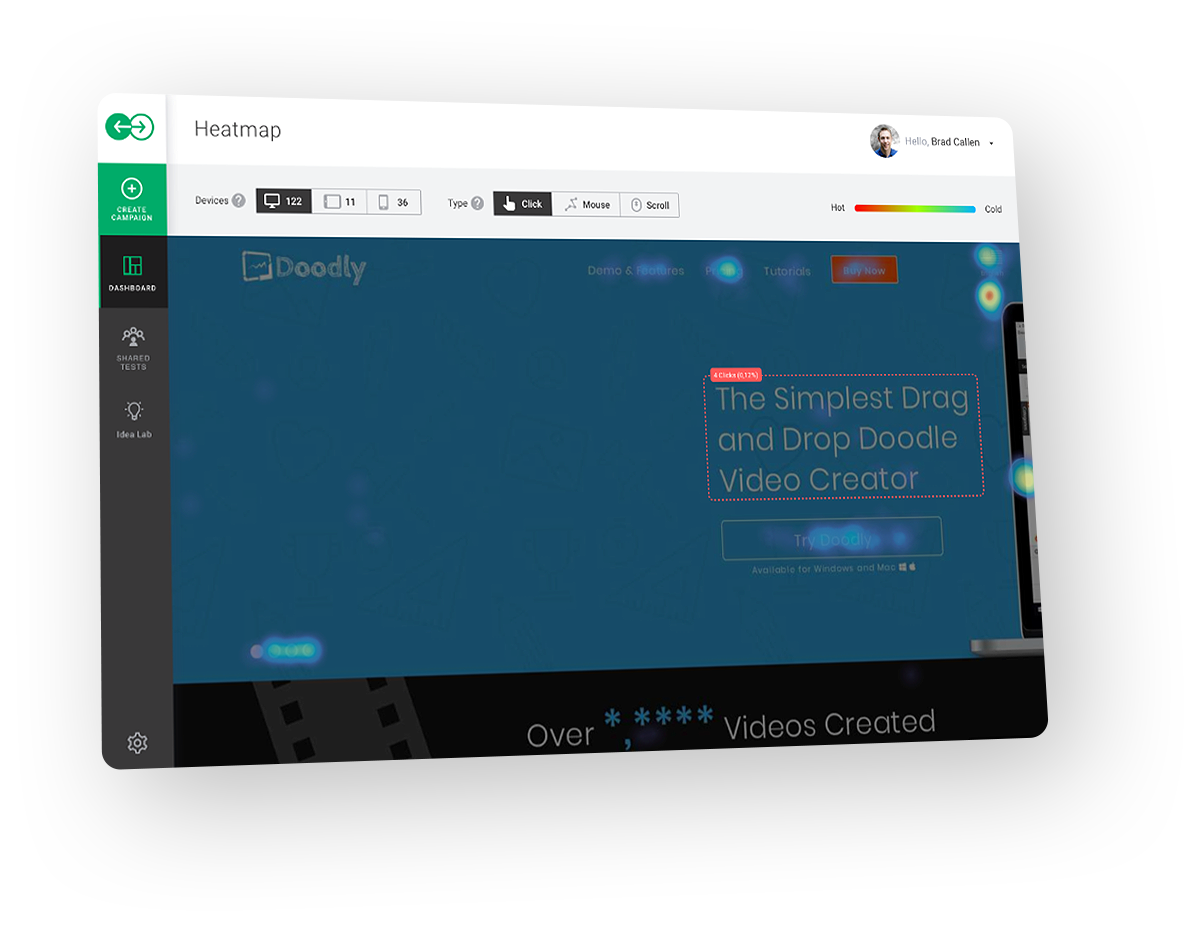 Heatmap
Hello, Brad Callen
CREATE
CAMPAIGN
DASHBOARD
SHARED
TESTS
Idea Lab
Devices ? 122 11 36 Type ? Click Mouse Scroll Hot Cold
Doodly Demo & Features Pricing Tutorials Buy Now
4 Clicks (0,12%)
The Simplest Drag
and Drop Doodle
Video Creator
Try Doodly
Available for Windows and Mac
Over *,**** Videos Created